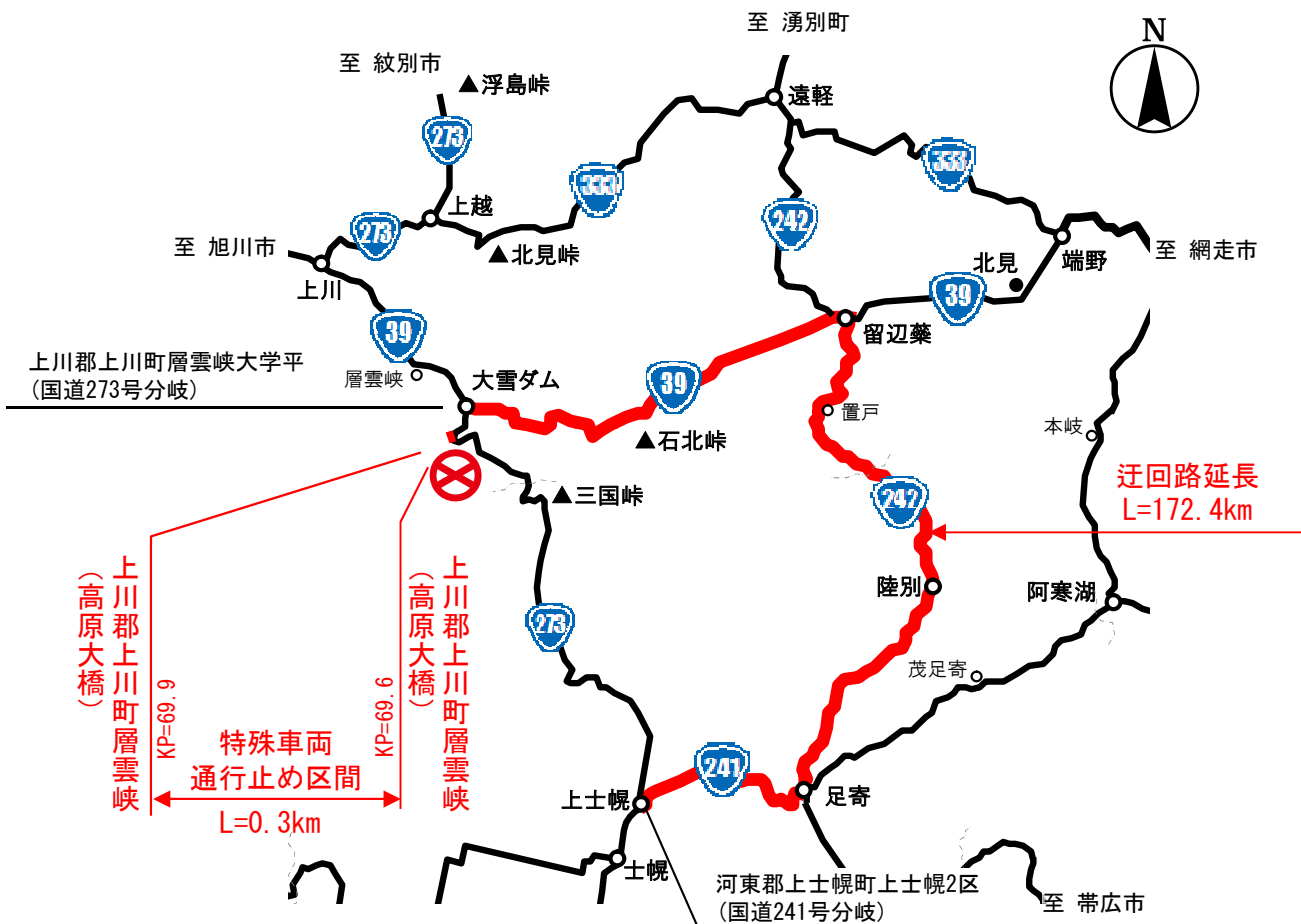 至 湧別町
N
至 紋別市
▲浮島峠
遠軽
273
333
333
上越
242
273
至 旭川市
▲北見峠
北見
端野
至 網走市
上川
39
39
留辺蘂
上川郡上川町層雲峡大学平
(国道273号分岐)
層雲峡
大雪ダム
39
置戸
本岐
▲石北峠
迂回路延長
L=172.4km
▲三国峠
242
陸別
阿寒湖
上川郡上川町層雲峡
(高原大橋)
KP=69.9
上川郡上川町層雲峡
(高原大橋)
KP=69.6
273
茂足寄
特殊車両
通行止め区間
L=0.3km
241
上士幌
足寄
士幌
河東郡上士幌町上士幌2区
(国道241号分岐)
至 帯広市